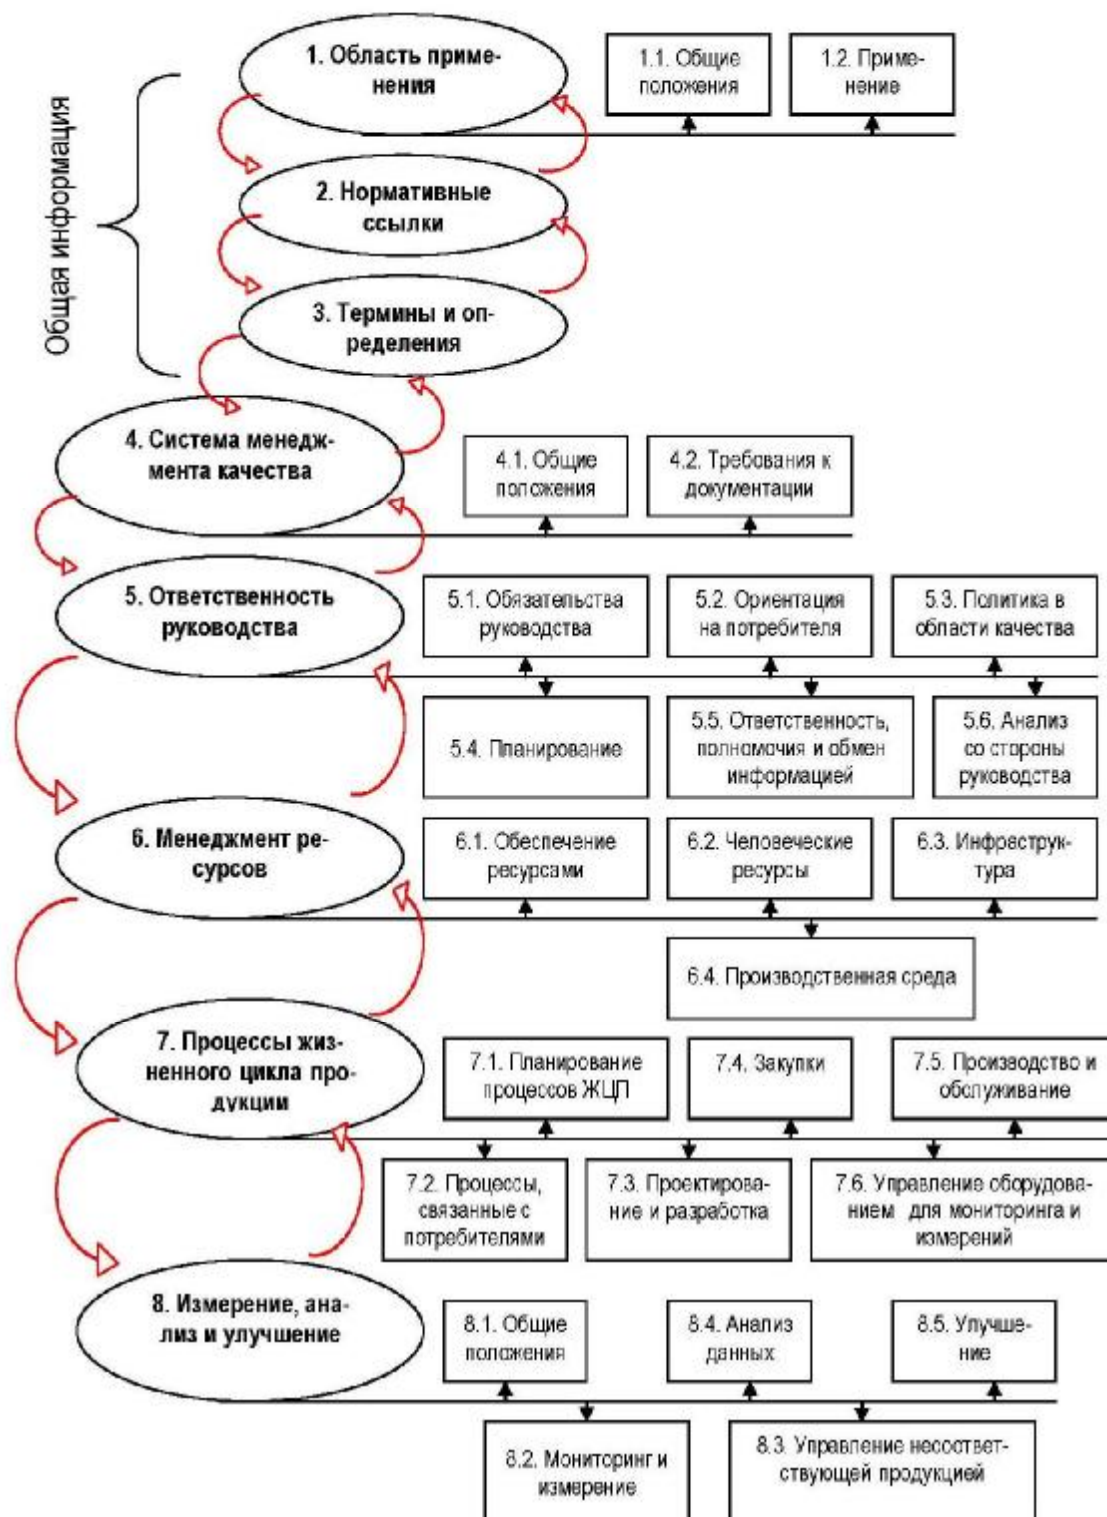 Общая информация
1. Область приме-
нения
1.1. Общие
положения
1.2. Приме-
нение
2. Нормативные
ссылки
3. Термины и оп-
ределения
4. Система менедж-
мента качества
4.1. Общие
положения
4.2. Требования к
документации
5. Ответственность
руководства
5.1. Обязательства
руководства
5.2. Ориентация
на потребителя
5.3. Политика в
области качества
5.4. Планирование
5.5. Ответственность,
полномочия и обмен
информацией
5.6. Анализ
со стороны
руководства
6. Менеджмент ре-
сурсов
6.1. Обеспечение
ресурсами
6.2. Человеческие
ресурсы
6.3. Инфраструк-
тура
6.4. Производственная среда
7. Процессы жиз-
ненного цикла про-
дукции
7.1. Планирование
процессов ЖЦП
7.4. Закупки
7.5. Производство и
обслуживание
7.2. Процессы,
связанные с
потребителями
7.3. Проектирова-
ние и разработка
7.6. Управление оборудова-
нием для мониторинга и
измерений
8. Измерение, ана-
лиз и улучшение
8.1. Общие
положения
8.4. Анализ
данных
8.5. Улучше-
ние
8.2. Мониторинг и
измерение
8.3. Управление несоответ-
ствующей продукцией